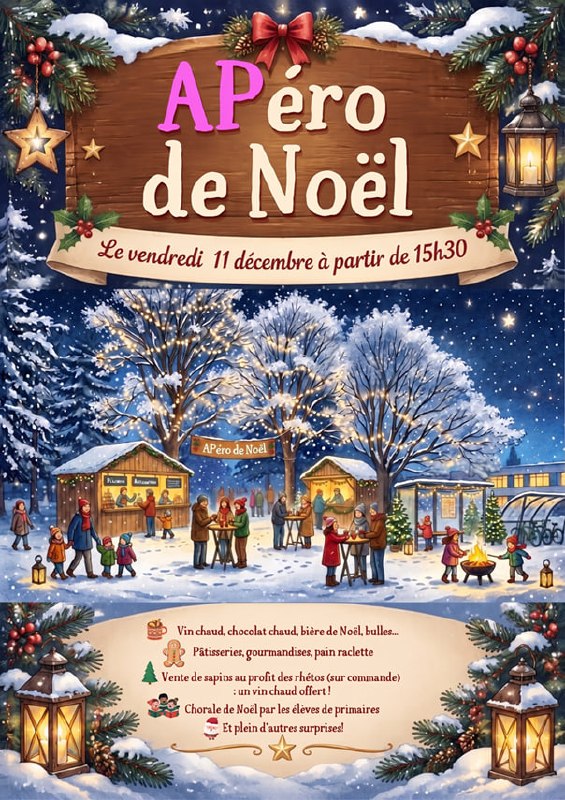 APéro
de Noël
Le vendredi 11 décembre à partir de 15h30
APéro de Noël
Vin chaud, chocolat chaud, bière de Noël, bulles...
Pâtisseries, gourmandises, pain raclette
Vente de sapins au profit des rhétos (sur commande)
: un vin chaud offert !
Chorale de Noël par les élèves de primaires
Et plein d'autres surprises!